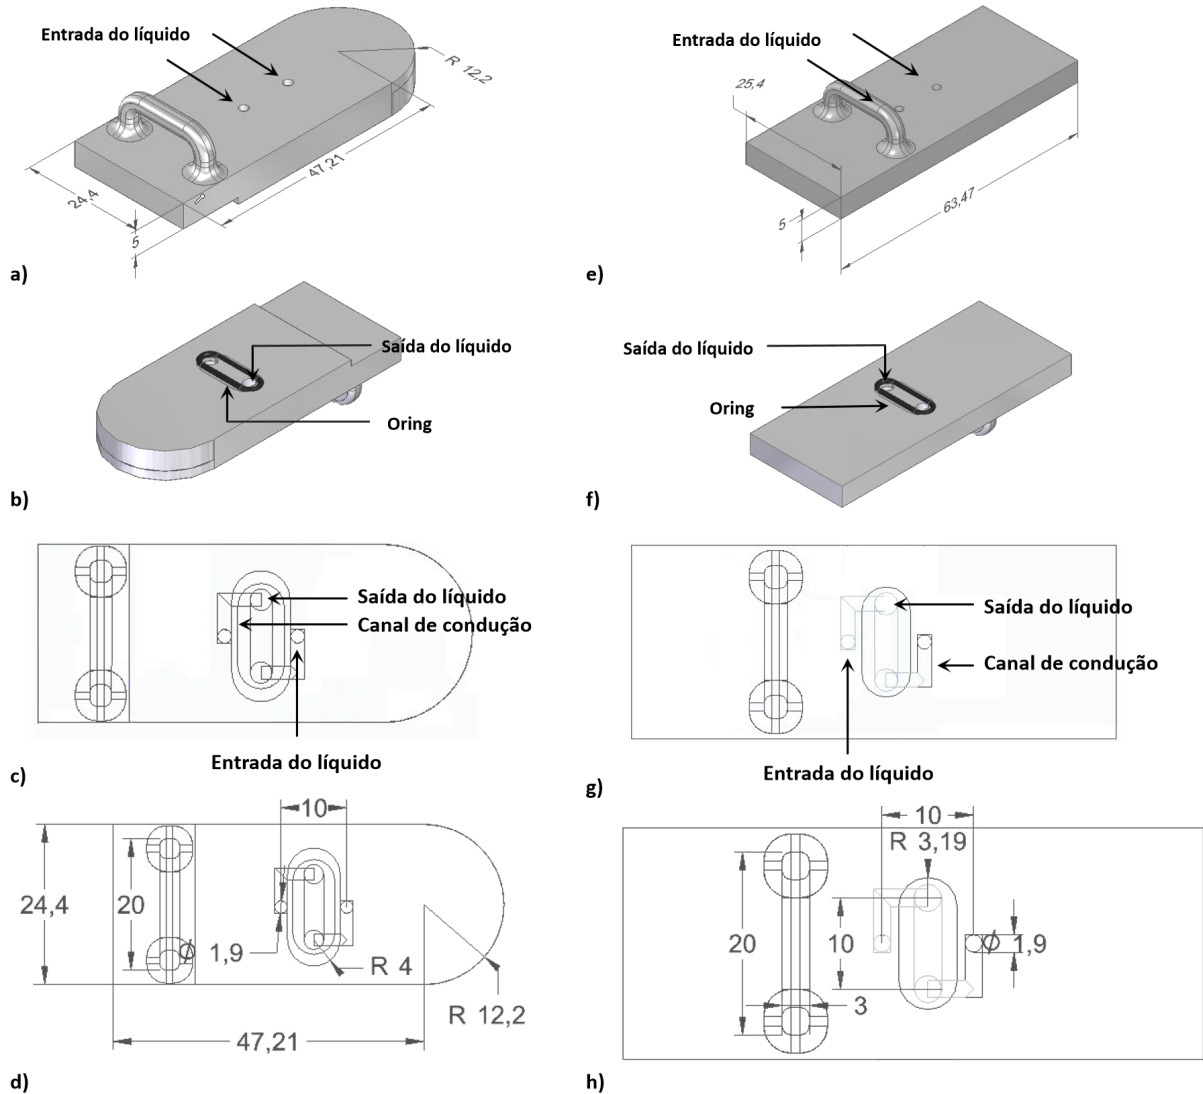 Entrada do líquido
R 12,2
47,21
24,4
5
a)
Entrada do líquido
25,4
63,47
5
e)
Saída do líquido
Oring
b)
Saída do líquido
Oring
f)
Saída do líquido
Canal de condução
Entrada do líquido
c)
Saída do líquido
Canal de condução
Entrada do líquido
g)
10
24,4
20
Ø 1,9
R 4
R 12,2
47,21
d)
10
R 3,19
20
10
Ø 1,9
3
h)